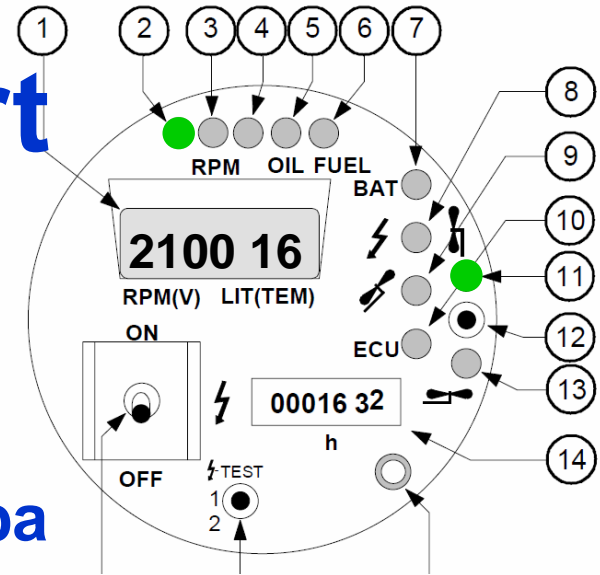 1 2 3 4 5 6 7
8
rt
9
RPM OIL FUEL
BAT
10
2100 16
11
RPM(V) LIT(TEM)
12
ON
ECU
13
00016 32
h
14
OFF
TEST
1
2
pa